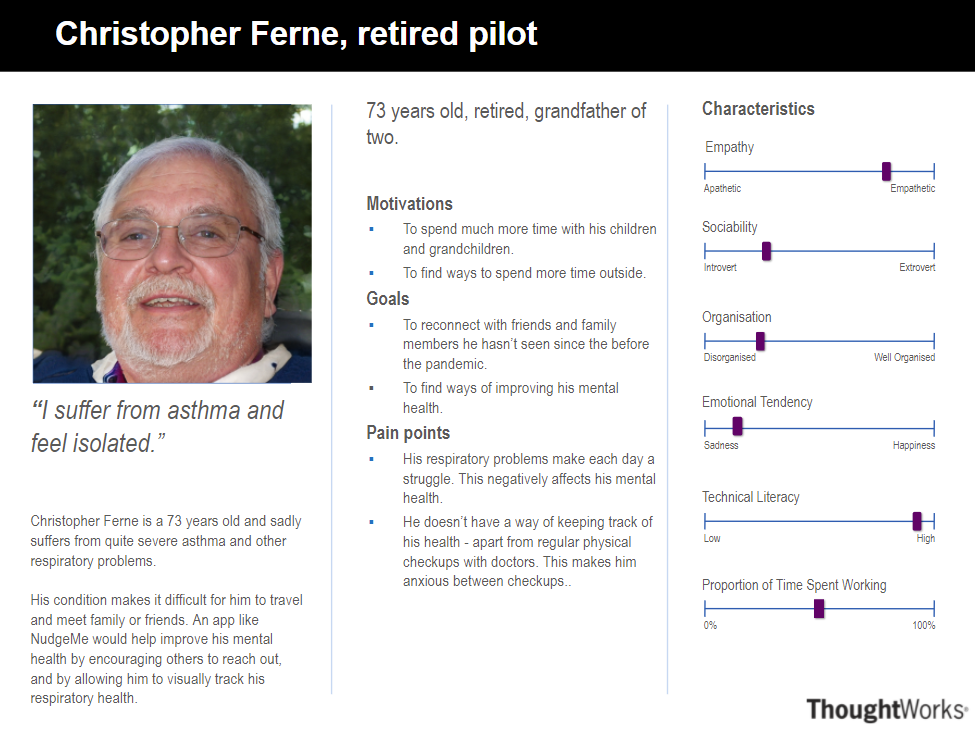 Christopher Ferne, retired pilot
“I suffer from asthma and
feel isolated.”
Christopher Ferne is a 73 years old and sadly
suffers from quite severe asthma and other
respiratory problems.
His condition makes it difficult for him to travel
and meet family or friends. An app like
NudgeMe would help improve his mental
health by encouraging others to reach out,
and by allowing him to visually track his
respiratory health.
73 years old, retired, grandfather of
two.
Motivations
▪ To spend much more time with his children
and grandchildren.
▪ To find ways to spend more time outside.
Goals
▪ To reconnect with friends and family
members he hasn’t seen since the before
the pandemic.
▪ To find ways of improving his mental
health.
Pain points
▪ His respiratory problems make each day a
struggle. This negatively affects his mental
health.
▪ He doesn’t have a way of keeping track of
his health - apart from regular physical
checkups with doctors. This makes him
anxious between checkups..
Characteristics
Empathy
Apathetic Empathetic
Sociability
Introvert Extrovert
Organisation
Disorganised Well Organised
Emotional Tendency
Sadness Happiness
Technical Literacy
Low High
Proportion of Time Spent Working
0% 100%
ThoughtWorks®